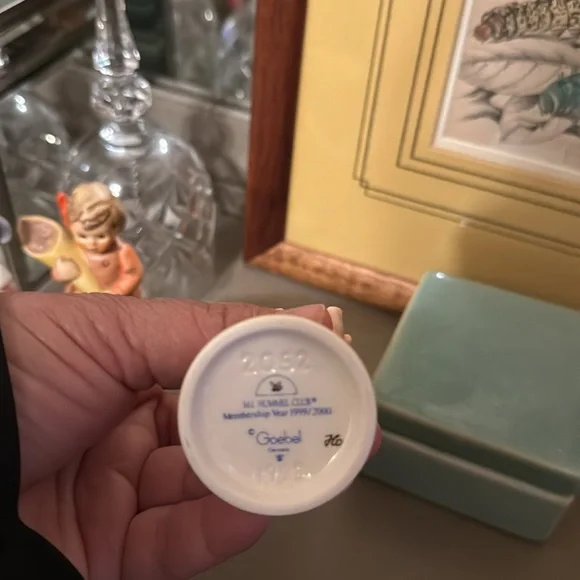 2052
M.I. HUMMEL CLUB®
Membership Year 1999/2000
© Goebel
Germany